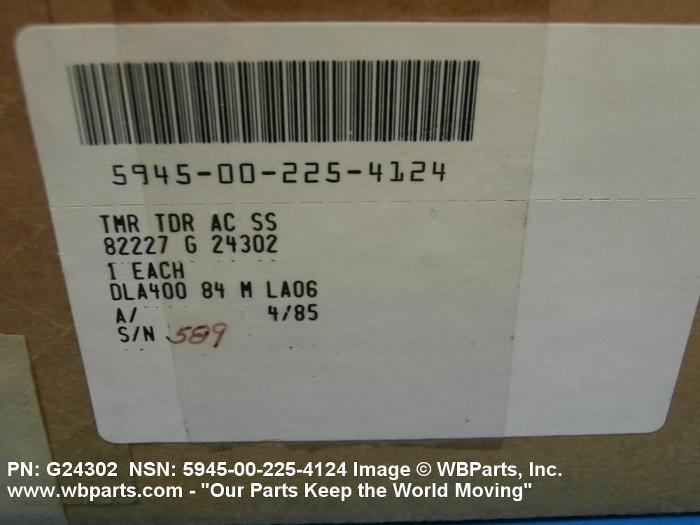 5945-00-225-4124
TMR TDR AC SS
82227 G 24302
1 EACH
DLA400 84 M LA06
A/ 4/85
S/N 589
PN: G24302 NSN: 5945-00-225-4124 Image © WBParts, Inc.
www.wbparts.com - "Our Parts Keep the World Moving"